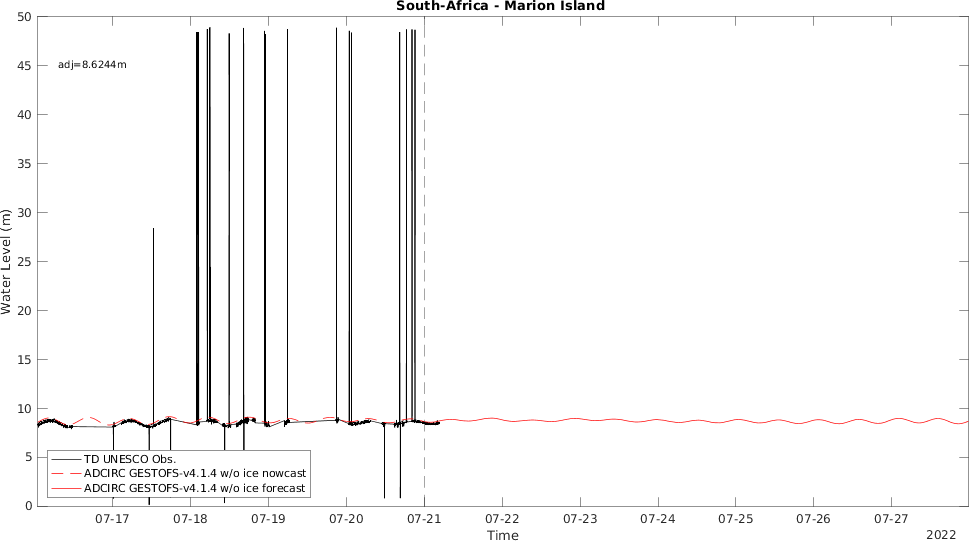 South-Africa - Marion Island
50
45
40
35
30
25
20
15
10
5
0
adj=8.6244m
Water Level (m)
TD UNESCO Obs.
ADCIRC GESTOFS-v4.1.4 w/o ice nowcast
ADCIRC GESTOFS-v4.1.4 w/o ice forecast
07-17 07-18 07-19 07-20 07-21 07-22 07-23 07-24 07-25 07-26 07-27
Time
2022